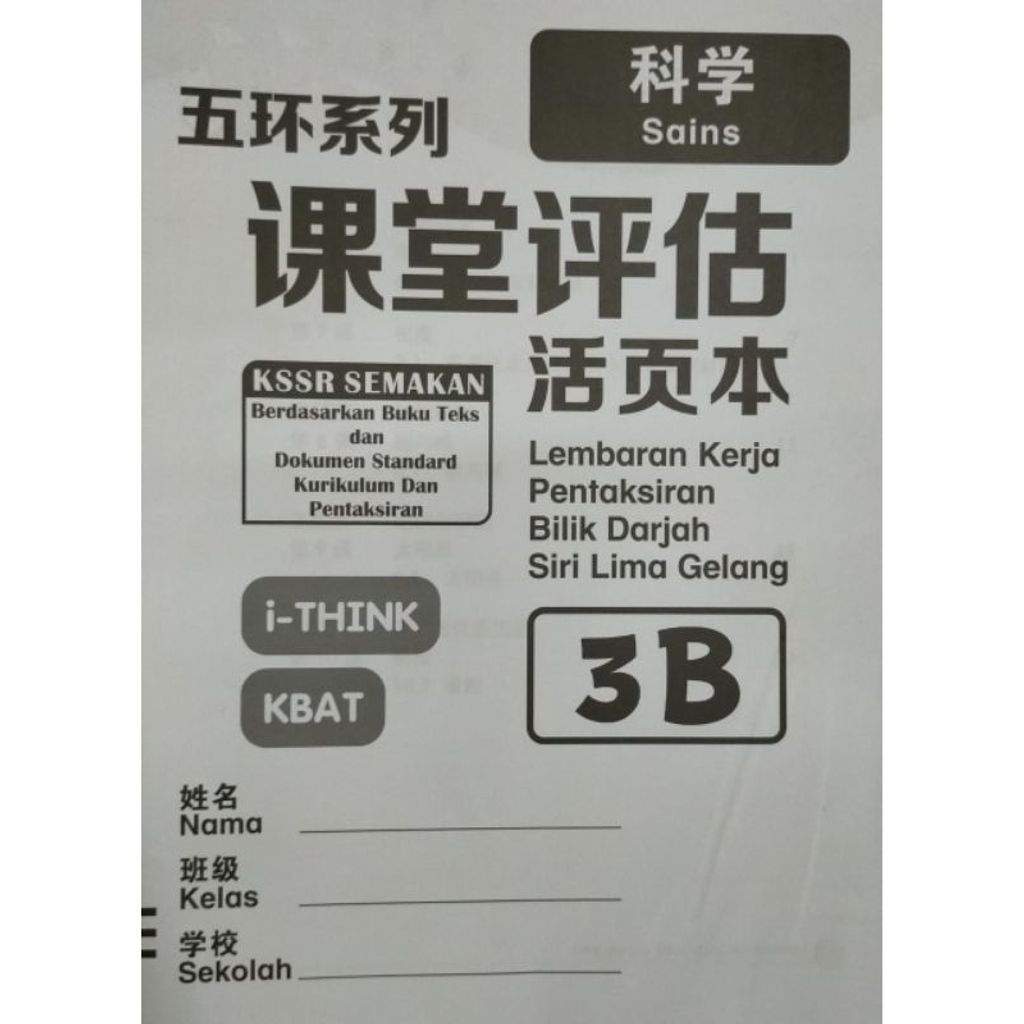 科学
Sains
五环系列
课堂评估
活页本
KSSR SEMAKAN
Berdasarkan Buku Teks
dan
Dokumen Standard
Kurikulum Dan
Pentaksiran
Lembaran Kerja
Pentaksiran
Bilik Darjah
Siri Lima Gelang
i-THINK
KBAT
3B
姓名
Nama
班级
Kelas
学校
Sekolah